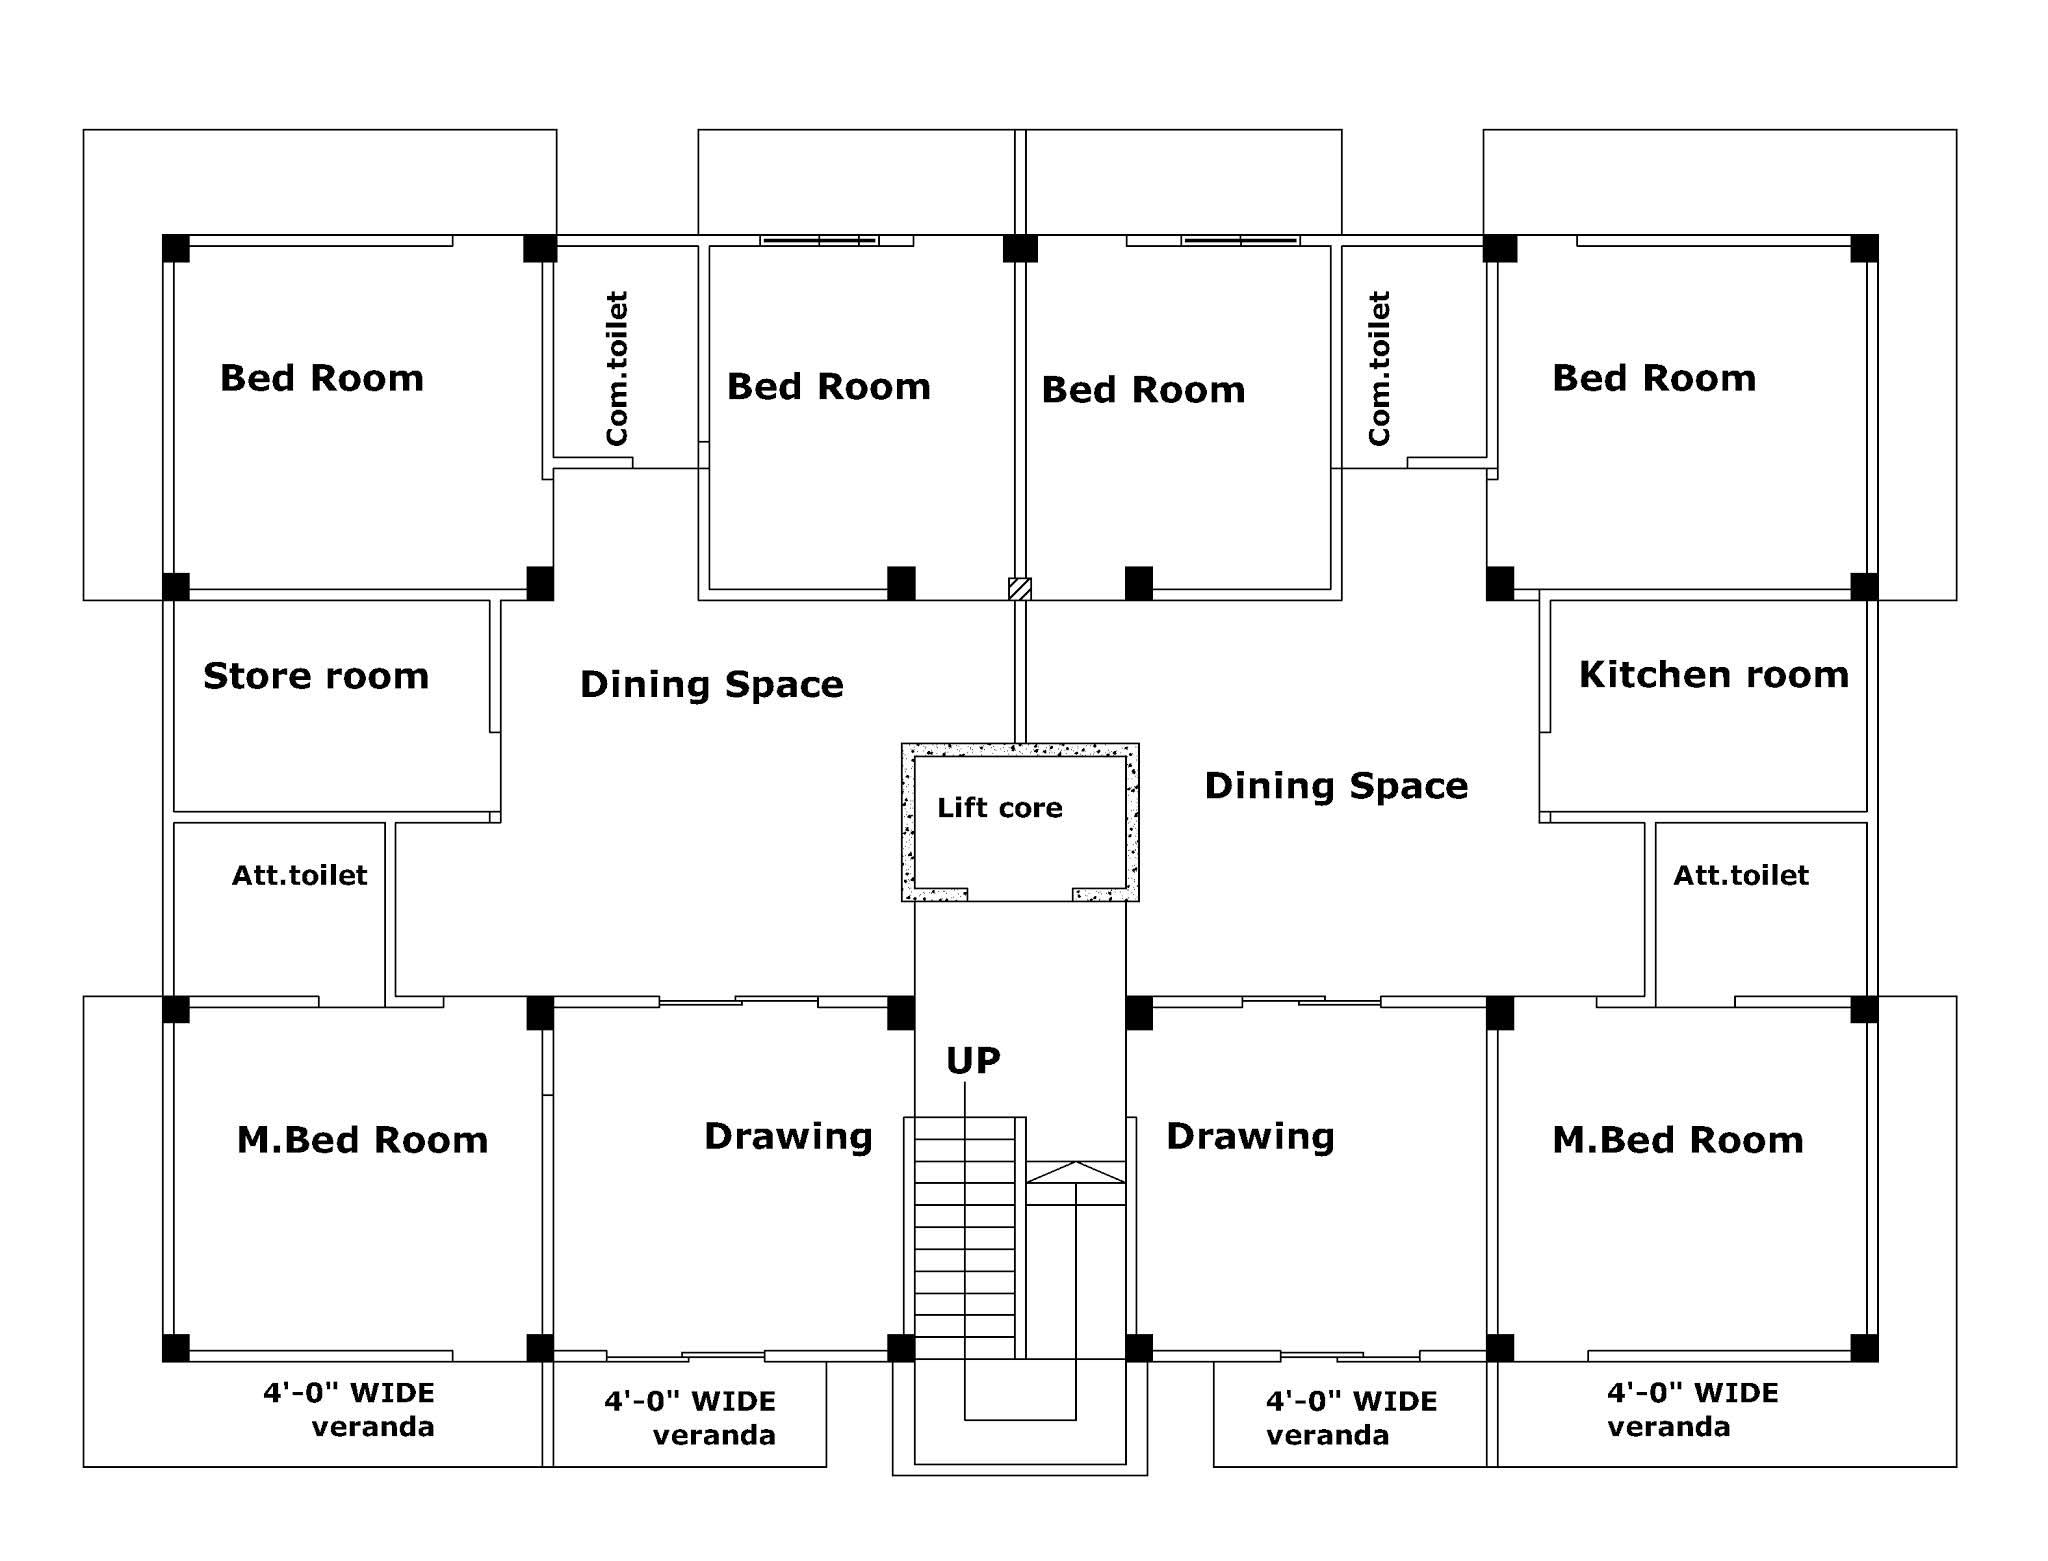 Com.toilet
Com.toilet
Bed Room
Bed Room
Bed Room
Bed Room
Store room
Dining Space
Kitchen room
Dining Space
Lift core
Att.toilet
Att.toilet
UP
M.Bed Room
Drawing
Drawing
M.Bed Room
4'-0" WIDE
veranda
4'-0" WIDE
veranda
4'-0" WIDE
veranda
4'-0" WIDE
veranda